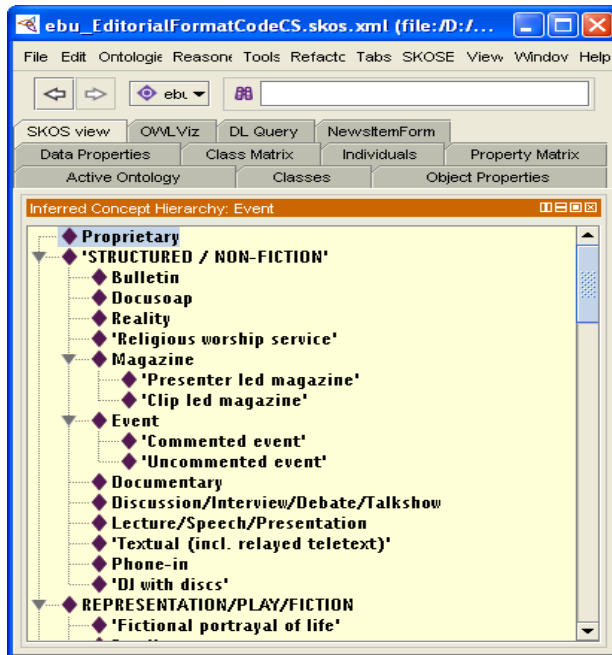 ebu_EditorialFormatCodeCS.skos.xml (file:/D:/...
File Edit Ontologie Reasone Tools Refactc Tabs SKOSE View Windov Help
ebu
SKOS view OWLViz DL Query NewsItemForm
Data Properties Class Matrix Individuals Property Matrix
Active Ontology Classes Object Properties
Inferred Concept Hierarchy: Event
Proprietary
'STRUCTURED / NON-FICTION'
Bulletin
Docusoap
Reality
'Religious worship service'
Magazine
'Presenter led magazine'
'Clip led magazine'
Event
'Commented event'
'Uncommented event'
Documentary
Discussion/Interview/Debate/Talkshow
Lecture/Speech/Presentation
'Textual (incl. relayed teletext)'
Phone-in
'DJ with discs'
REPRESENTATION/PLAY/FICTION
'Fictional portrayal of life'